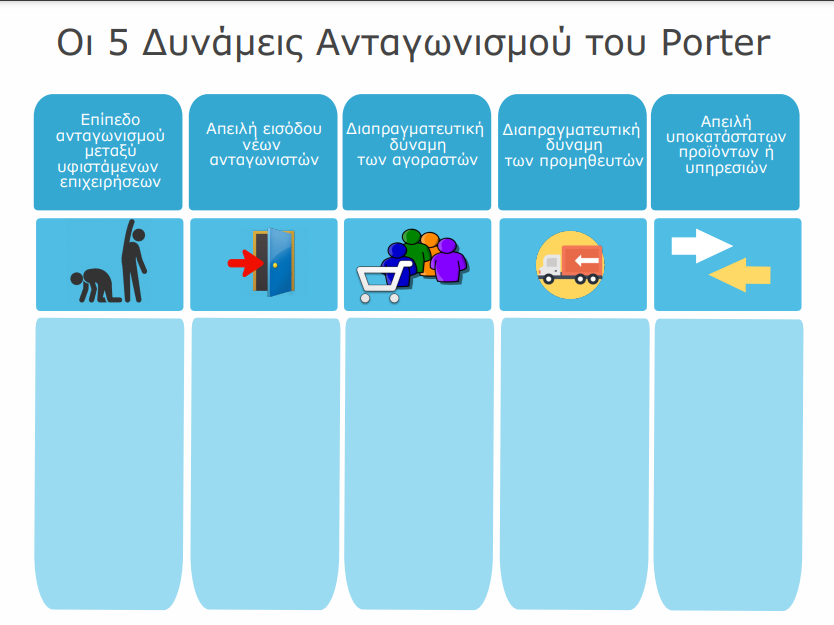 Οι 5 Δυνάμεις Ανταγωνισμού του Porter
Επίπεδο
ανταγωνισμού
μεταξύ
υφιστάμενων
επιχειρήσεων
Απειλή εισόδου
νέων
ανταγωνιστών
Διαπραγματευτική
δύναμη
των αγοραστών
Διαπραγματευτική
δύναμη
των προμηθευτών
Απειλή
υποκατάστατων
προϊόντων ή
υπηρεσιών